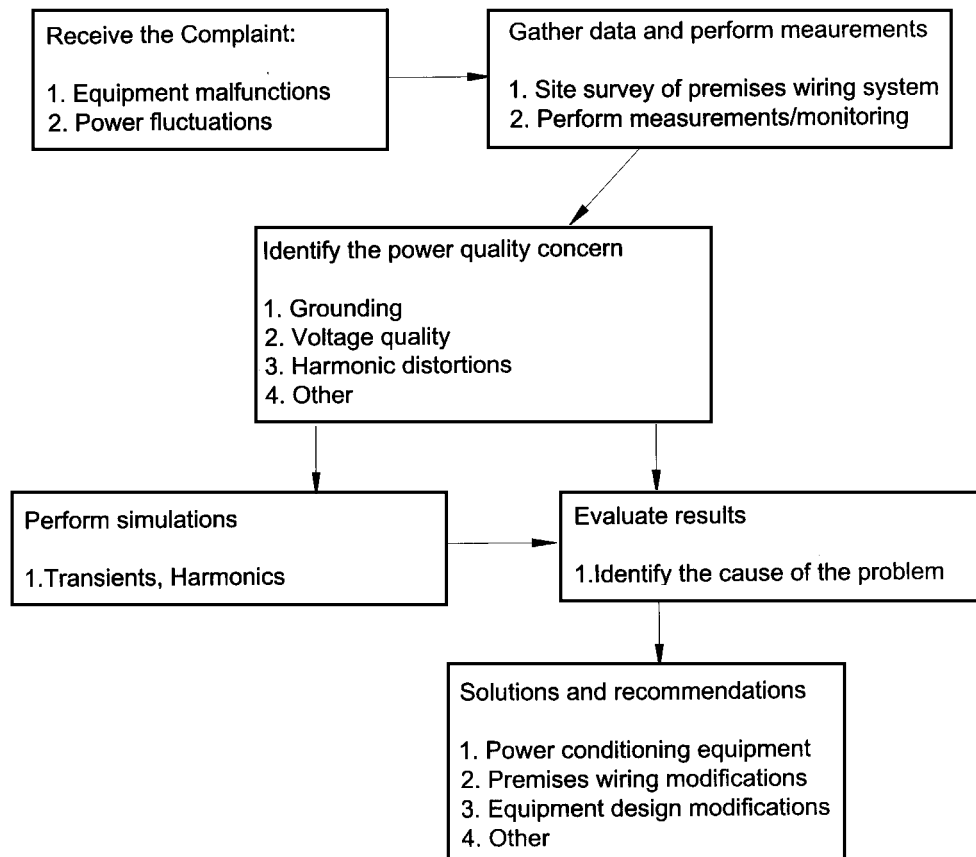 Receive the Complaint:
1. Equipment malfunctions
2. Power fluctuations
Gather data and perform meaurements
1. Site survey of premises wiring system
2. Perform measurements/monitoring
Identify the power quality concern
1. Grounding
2. Voltage quality
3. Harmonic distortions
4. Other
Perform simulations
1.Transients, Harmonics
Evaluate results
1.Identify the cause of the problem
Solutions and recommendations
1. Power conditioning equipment
2. Premises wiring modifications
3. Equipment design modifications
4. Other